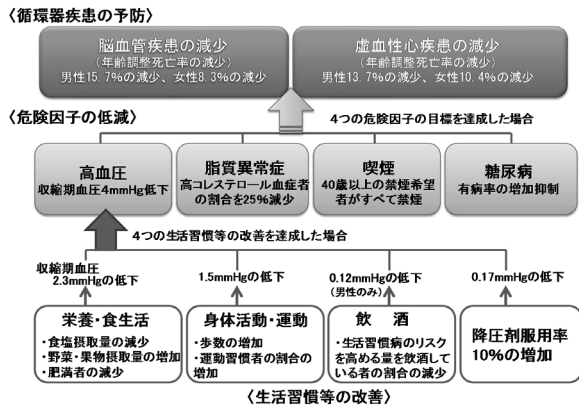 〈循環器疾患の予防〉
脳血管疾患の減少
（年齢調整死亡率の減少）
男性15.7%の減少、女性8.3%の減少
虚血性心疾患の減少
（年齢調整死亡率の減少）
男性13.7%の減少、女性10.4%の減少
〈危険因子の低減〉
4つの危険因子の目標を達成した場合
高血圧
収縮期血圧4mmHg低下
脂質異常症
高コレステロール血症者
の割合を25%減少
喫煙
40歳以上の禁煙希望
者がすべて禁煙
糖尿病
有病率の増加抑制
4つの生活習慣等の改善を達成した場合
収縮期血圧
2.3mmHgの低下
1.5mmHgの低下
0.12mmHgの低下
（男性のみ）
0.17mmHgの低下
栄養・食生活
・食塩摂取量の減少
・野菜・果物摂取量の増加
・肥満者の減少
身体活動・運動
・歩数の増加
・運動習慣者の割合の
増加
飲 酒
・生活習慣病のリスク
を高める量を飲酒して
いる者の割合の減少
降圧剤服用率
10%の増加
〈生活習慣等の改善〉